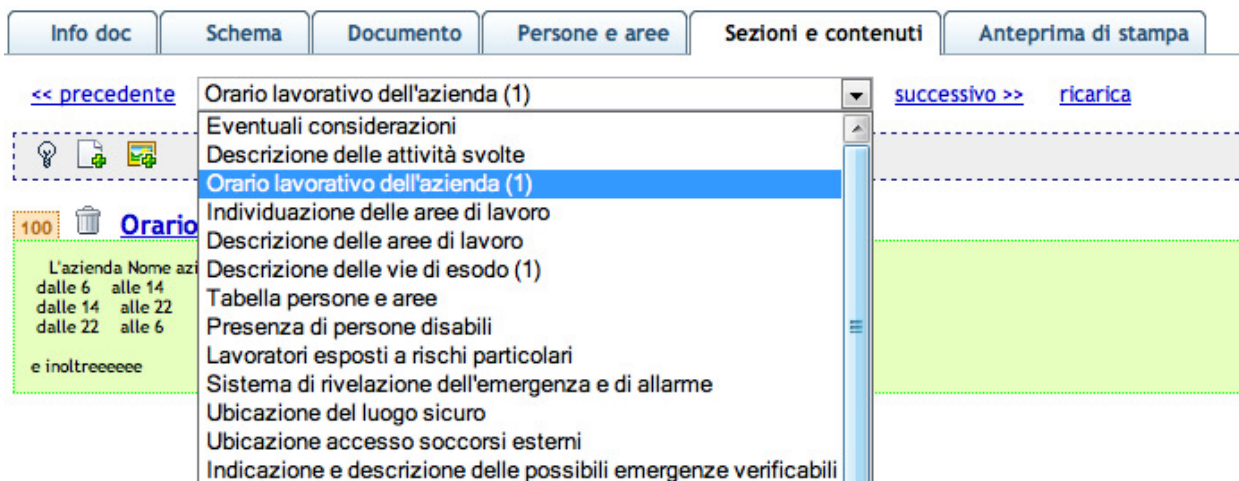 Info doc Schema Documento Persone e aree Sezioni e contenuti Anteprima di stampa
<< precedente Orario lavorativo dell'azienda (1) successivo >> ricarica
Eventuali considerazioni
Descrizione delle attività svolte
Orario lavorativo dell'azienda (1)
Individuazione delle aree di lavoro
100 Orario
Descrizione delle aree di lavoro
L'azienda Nome azi
Descrizione delle vie di esodo (1)
dalle 6 alle 14
Tabella persone e aree
dalle 14 alle 22
Presenza di persone disabili
dalle 22 alle 6
Lavoratori esposti a rischi particolari
e inoltreeeeee
Sistema di rivelazione dell'emergenza e di allarme
Ubicazione del luogo sicuro
Ubicazione accesso soccorsi esterni
Indicazione e descrizione delle possibili emergenze verificabili